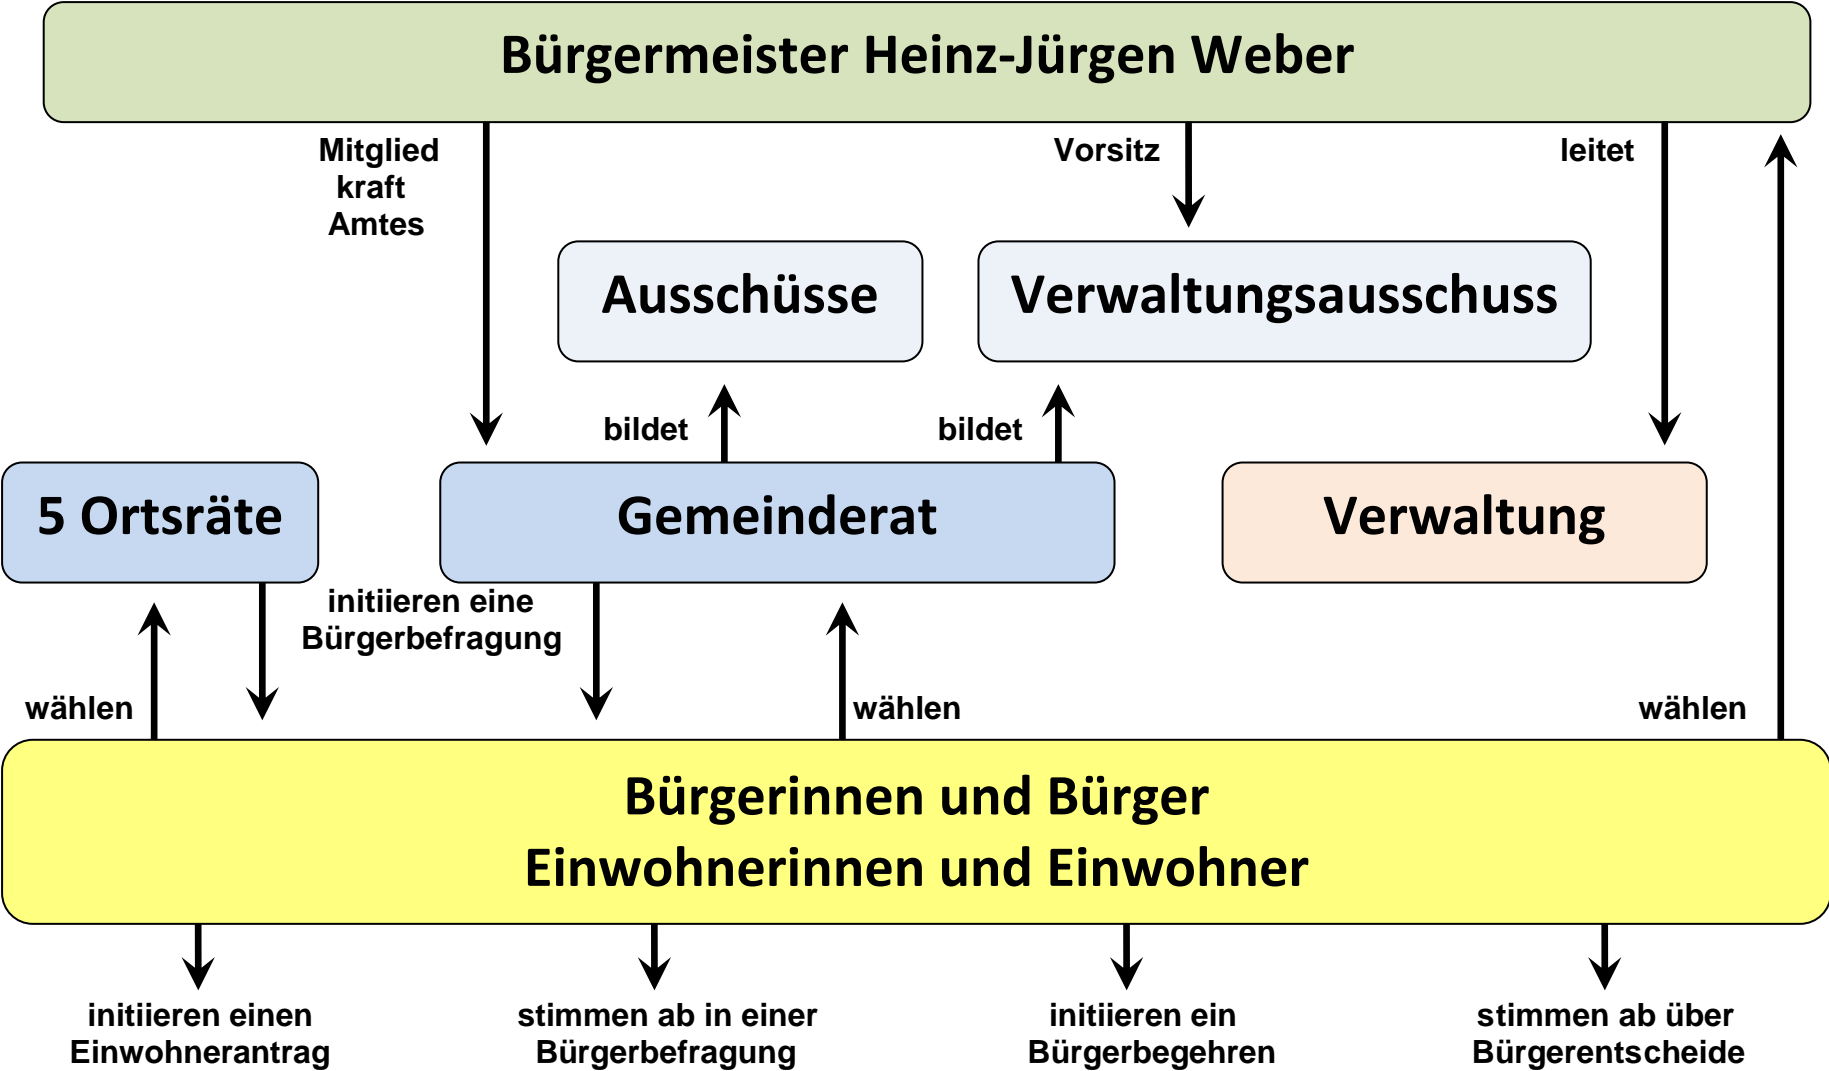 Bürgermeister Heinz-Jürgen Weber
Mitglied
kraft
Amtes
Vorsitz
leitet
Ausschüsse
Verwaltungsausschuss
bildet
bildet
5 Ortsräte
Gemeinderat
Verwaltung
initiieren eine
Bürgerbefragung
wählen
wählen
wählen
Bürgerinnen und Bürger
Einwohnerinnen und Einwohner
initiieren einen
Einwohnerantrag
stimmen ab in einer
Bürgerbefragung
initiieren ein
Bürgerbegehren
stimmen ab über
Bürgerentscheide